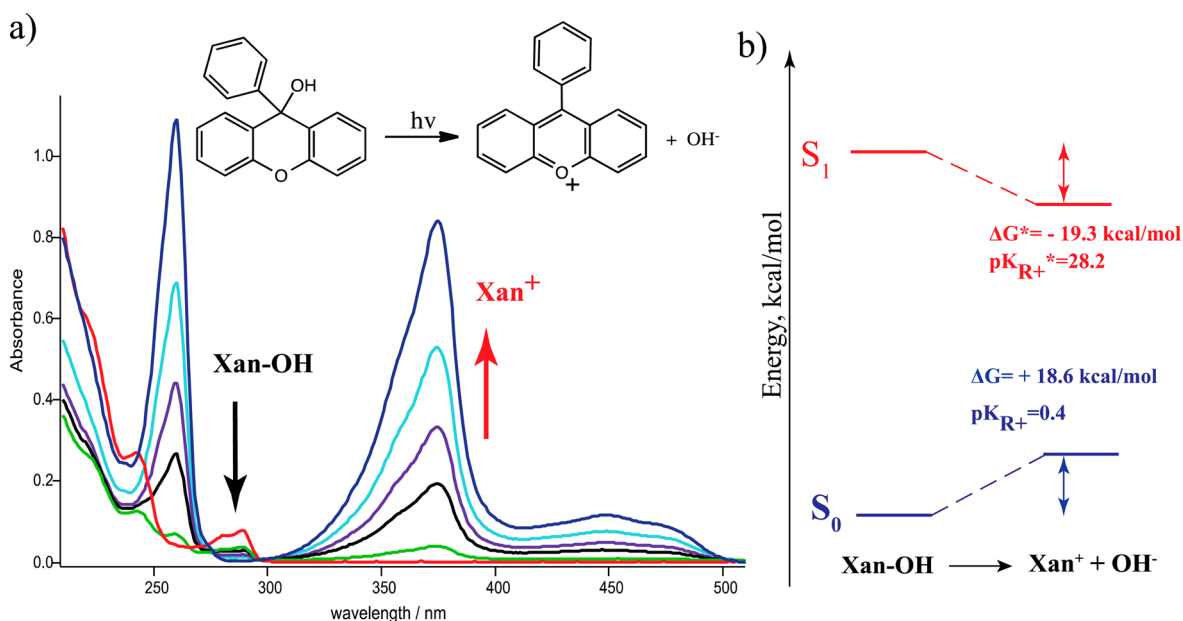 a)
OH
O
hν
O
+
+ OH-
Absorbance
1.0
0.8
0.6
0.4
0.2
0.0
Xan-OH
Xan+
250
300
350
400
450
500
wavelength / nm
b)
Energy, kcal/mol
S1
ΔG*= - 19.3 kcal/mol
pKR+*=28.2
ΔG= + 18.6 kcal/mol
pKR+=0.4
S0
Xan-OH
Xan+ + OH-